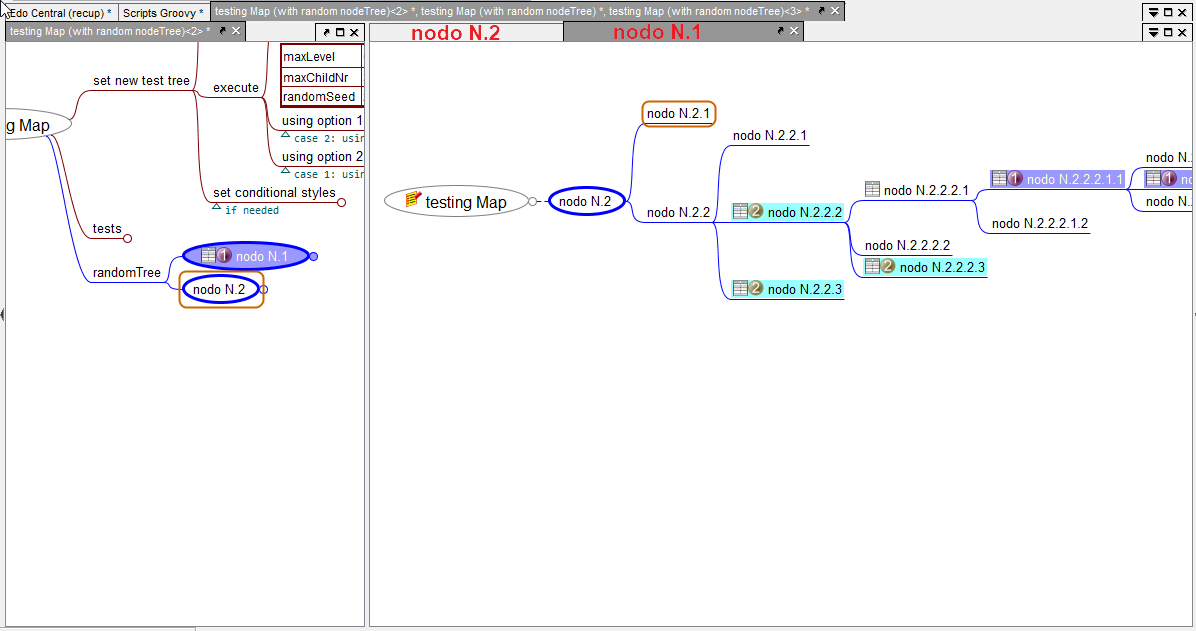 Edo Central (recup) *
Scripts Groovy *
testing Map (with random nodeTree)<2> *, testing Map (with random nodeTree) *, testing Map (with random nodeTree)<3> *
testing Map (with random nodeTree)<2> *
nodo N.2
nodo N.1
maxLevel
maxChildNr
randomSeed
set new test tree
execute
using option 1
case 2: usin
using option 2
case 1: usin
g Map
set conditional styles
if needed
tests
randomTree
1 nodo N.1
nodo N.2
testing Map
nodo N.2
nodo N.2.1
nodo N.2.2
nodo N.2.2.1
2 nodo N.2.2.2
2 nodo N.2.2.3
nodo N.2.2.2.1
nodo N.2.2.2.2
2 nodo N.2.2.2.3
1 nodo N.2.2.2.1.1
nodo N.2.2.2.1.2
nodo N.
1 no
nodo N.